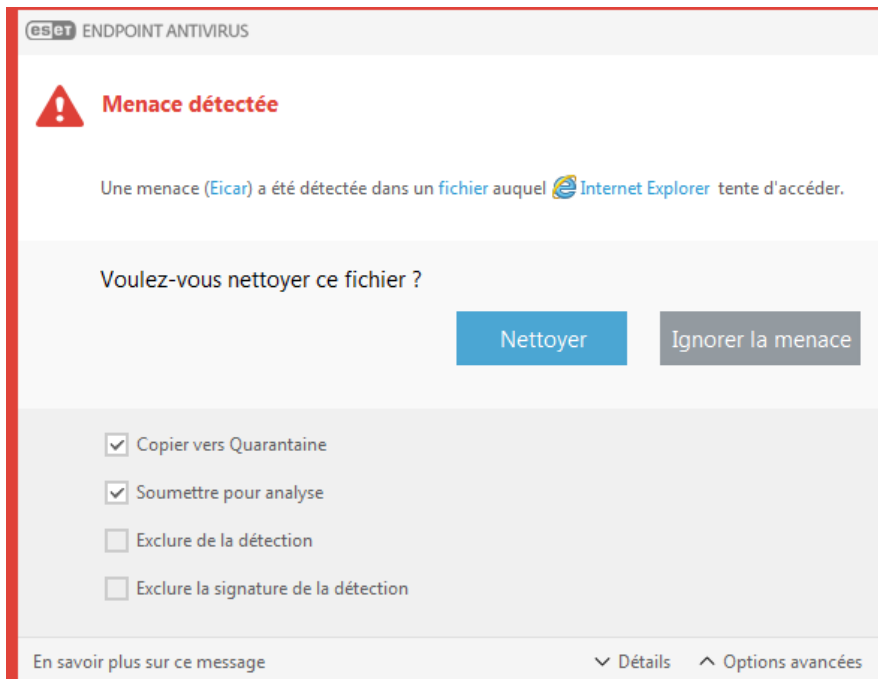 eset ENDPOINT ANTIVIRUS
Menace détectée
Une menace (Eicar) a été détectée dans un fichier auquel Internet Explorer tente d'accéder.
Voulez-vous nettoyer ce fichier ?
Nettoyer Ignorer la menace
Copier vers Quarantaine
Soumettre pour analyse
Exclure de la détection
Exclure la signature de la détection
En savoir plus sur ce message Détails Options avancées